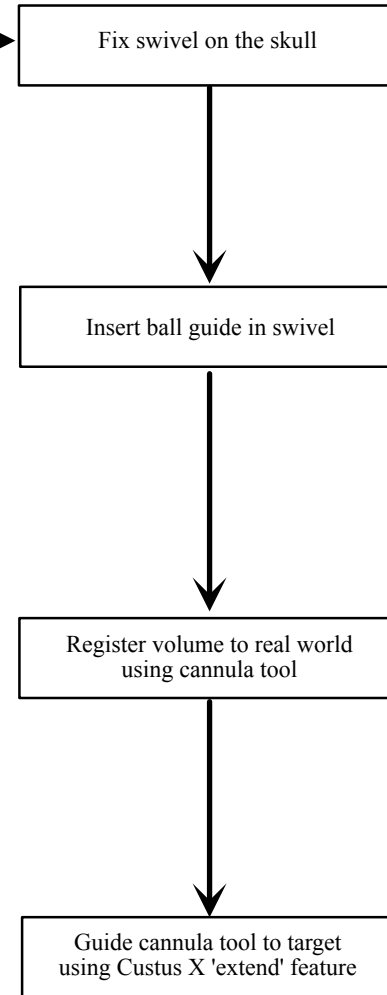 Fix swivel on the skull
Insert ball guide in swivel
Register volume to real world
using cannula tool
Guide cannula tool to target
using Custus X 'extend' feature